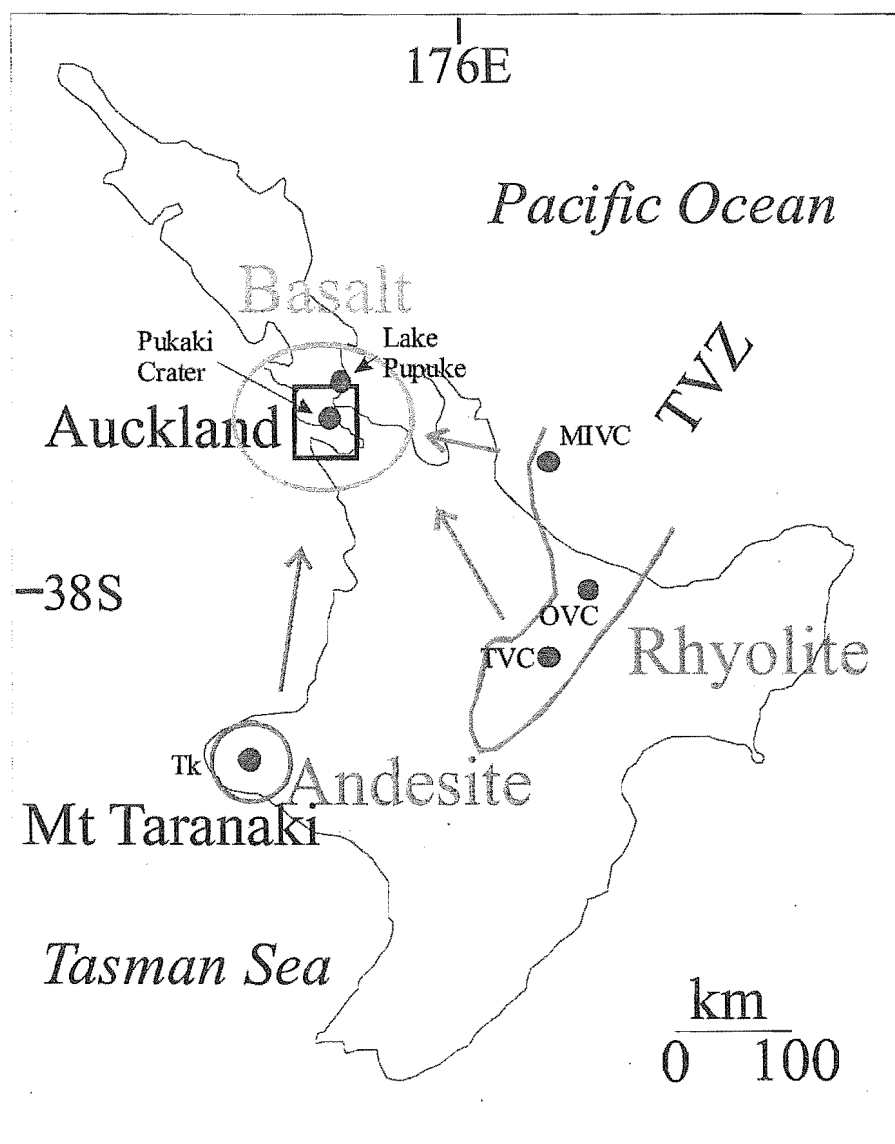 176E
Pacific Ocean
Basalt
Pukaki
Crater
Lake
Pupuke
TVZ
Auckland
MIVC
38S
OVC
Rhyolite
TVC
Tk
Andesite
Mt Taranaki
Tasman Sea
km
0 100